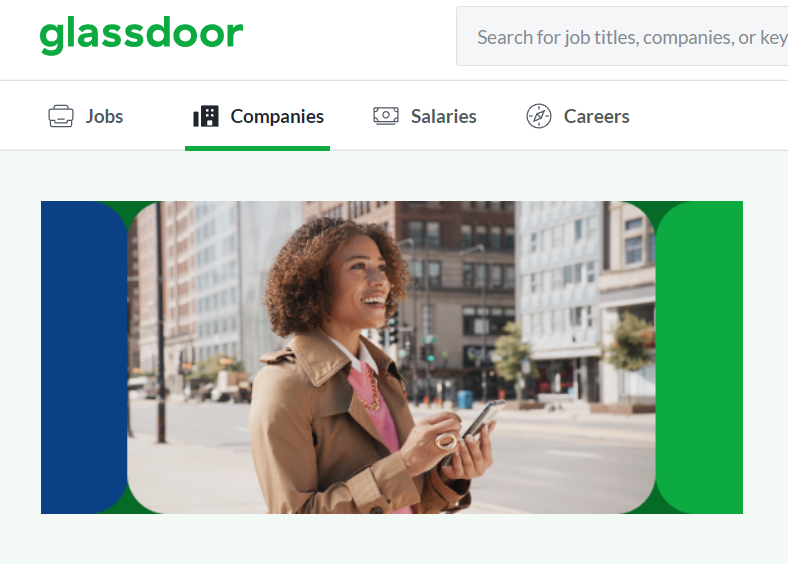 glassdoor
Search for job titles, companies, or key
Jobs
Companies
Salaries
Careers